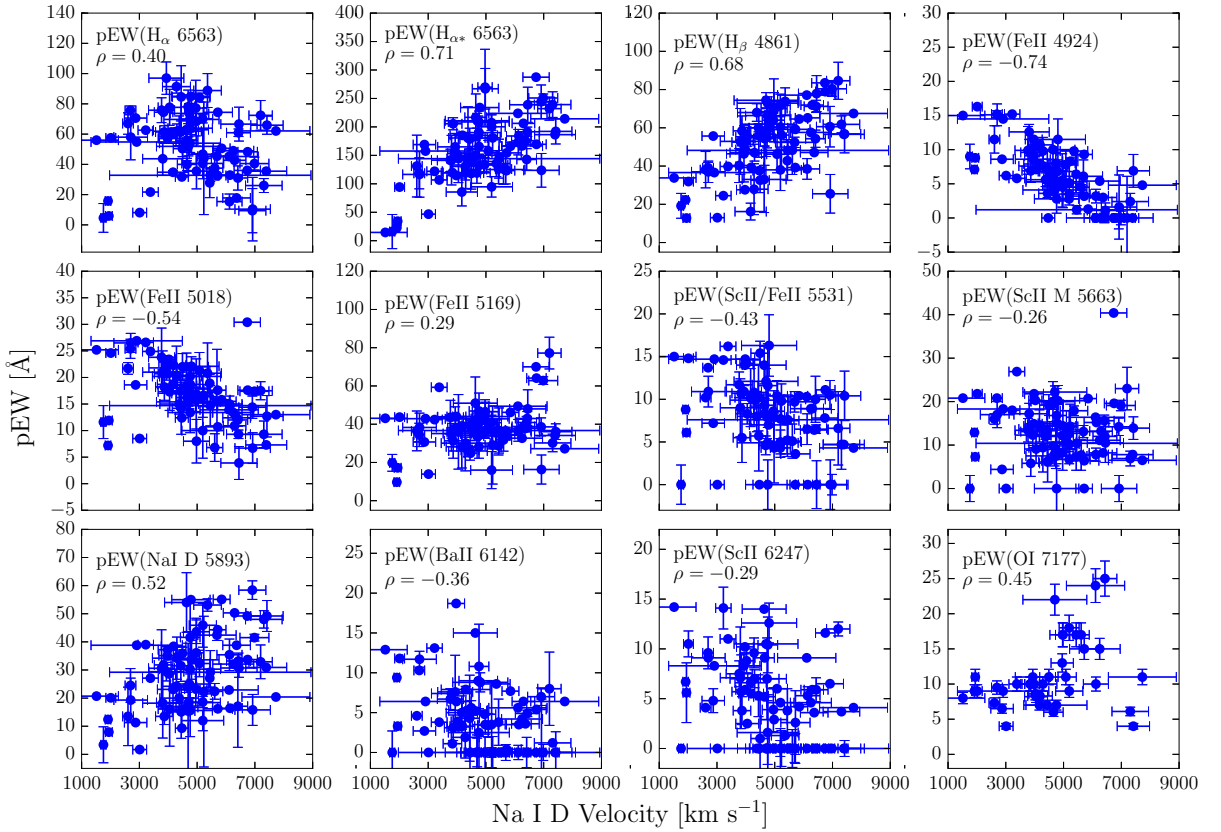 pEW(Hα 6563)
ρ = 0.40
pEW(Hα* 6563)
ρ = 0.71
pEW(Hβ 4861)
ρ = 0.68
pEW(FeII 4924)
ρ = −0.74
140
120
100
80
60
40
20
0
400
350
300
250
200
150
100
50
0
120
100
80
60
40
20
0
30
25
20
15
10
5
0
−5
pEW(FeII 5018)
ρ = −0.54
pEW(FeII 5169)
ρ = 0.29
pEW(ScII/FeII 5531)
ρ = −0.43
pEW(ScII M 5663)
ρ = −0.26
40
35
30
25
20
15
10
5
0
−5
120
100
80
60
40
20
0
25
20
15
10
5
0
50
40
30
20
10
0
pEW [Å]
pEW(NaI D 5893)
ρ = 0.52
pEW(BaII 6142)
ρ = −0.36
pEW(ScII 6247)
ρ = −0.29
pEW(OI 7177)
ρ = 0.45
80
70
60
50
40
30
20
10
0
25
20
15
10
5
0
20
15
10
5
0
30
25
20
15
10
5
0
1000 3000 5000 7000 9000
1000 3000 5000 7000 9000
1000 3000 5000 7000 9000
1000 3000 5000 7000 9000
Na I D Velocity [km s⁻¹]